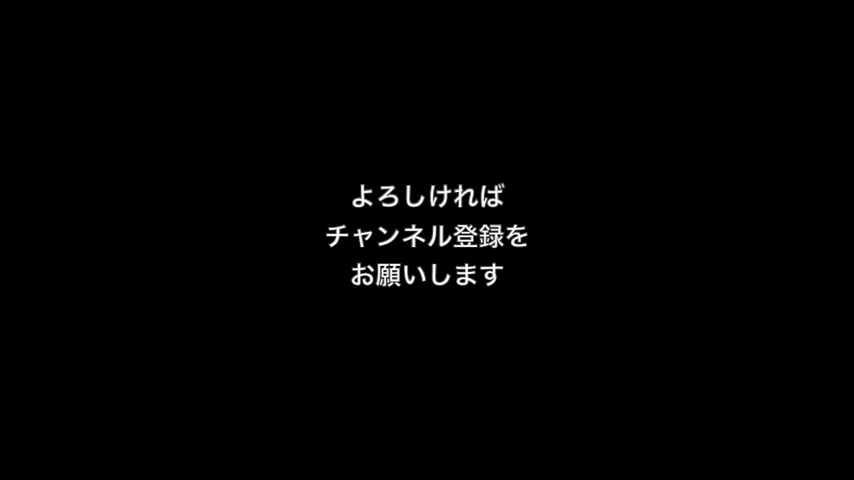 よろしければ
チャンネル登録を
お願いします